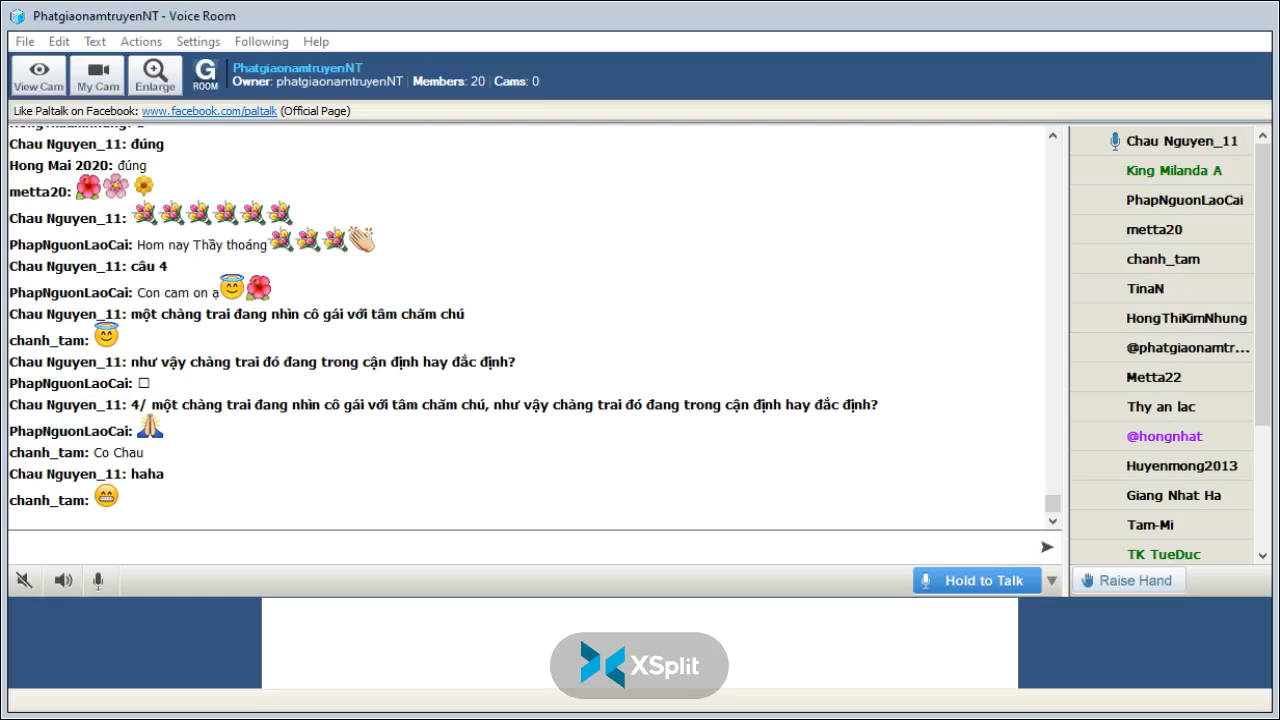 PhatgiaonamtruyenNT - Voice Room
File Edit Text Actions Settings Following Help
View Cam My Cam Enlarge G ROOM
PhatgiaonamtruyenNT
Owner: phatgiaonamtruyenNT | Members: 20 | Cams: 0
Like Paltalk on Facebook: www.facebook.com/paltalk (Official Page)
Chau Nguyen_11: đúng
Hong Mai 2020: đúng
metta20:
Chau Nguyen_11:
PhapNguonLaoCai: Hom nay Thầy thoáng
Chau Nguyen_11: câu 4
PhapNguonLaoCai: Con cam on ạ
Chau Nguyen_11: một chàng trai đang nhìn cô gái với tâm chăm chú
chanh_tam:
Chau Nguyen_11: như vậy chàng trai đó đang trong cận định hay đắc định?
PhapNguonLaoCai: □
Chau Nguyen_11: 4/ một chàng trai đang nhìn cô gái với tâm chăm chú, như vậy chàng trai đó đang trong cận định hay đắc định?
PhapNguonLaoCai:
chanh_tam: Co Chau
Chau Nguyen_11: haha
chanh_tam:
Chau Nguyen_11
King Milanda A
PhapNguonLaoCai
metta20
chanh_tam
TinaN
HongThiKimNhung
@phatgiaonamtr...
Metta22
Thy an lac
@hongnhat
Huyenmong2013
Giang Nhat Ha
Tam-Mi
TK TueDuc
Hold to Talk
Raise Hand
XSplit